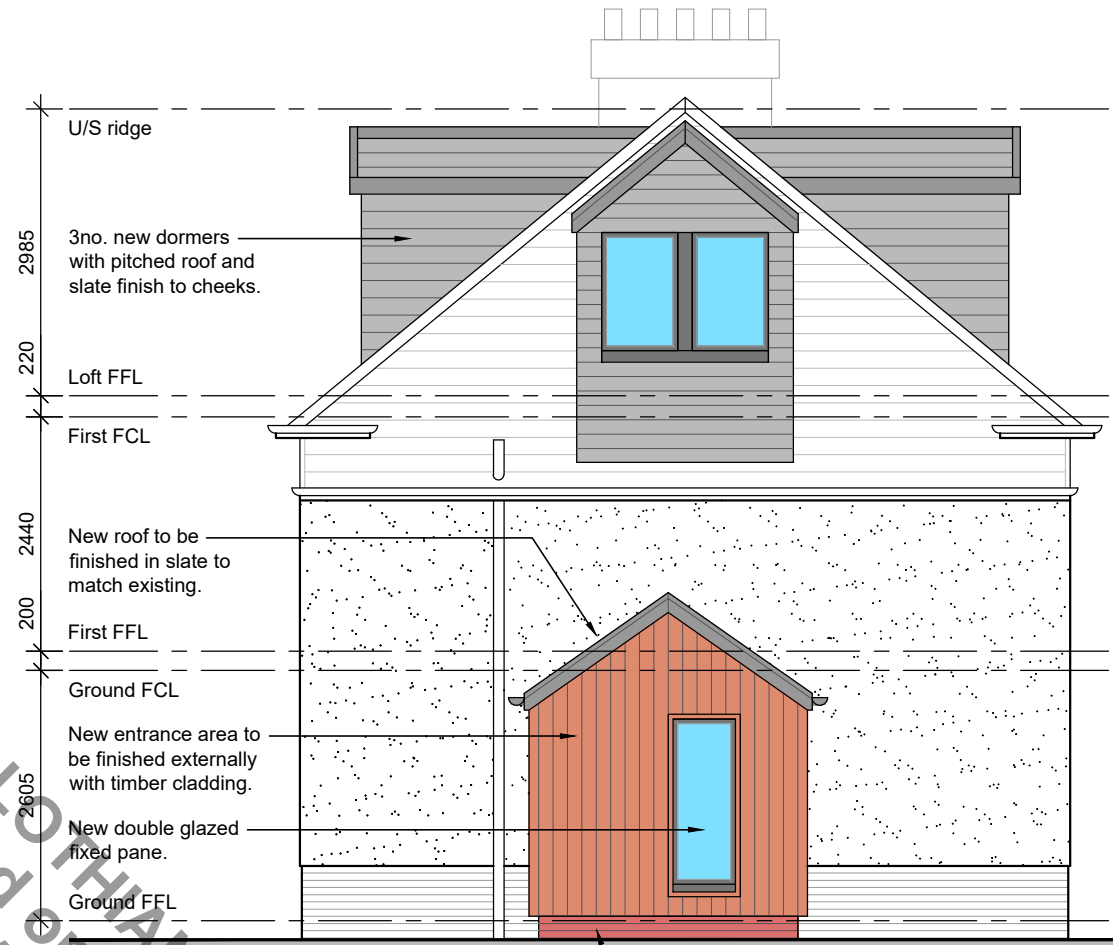 U/S ridge
2985
3no. new dormers
with pitched roof and
slate finish to cheeks.
220
Loft FFL
First FCL
2440
New roof to be
finished in slate to
match existing.
200
First FFL
Ground FCL
New entrance area to
be finished externally
with timber cladding.
2605
New double glazed
fixed pane.
Ground FFL
LOTHIAN